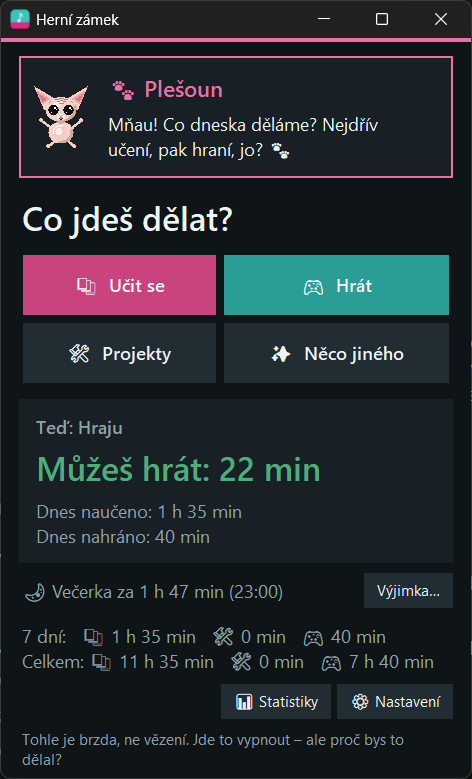 Herní zámek
Plešoun
Mňau! Co dneska děláme? Nejdřív
učení, pak hraní, jo?
Co jdeš dělat?
Učit se
Hrát
Projekty
Něco jiného
Teď: Hraju
Můžeš hrát: 22 min
Dnes naučeno: 1 h 35 min
Dnes nahráno: 40 min
Večerka za 1 h 47 min (23:00)
Výjimka...
7 dní: 1 h 35 min 0 min 40 min
Celkem: 11 h 35 min 0 min 7 h 40 min
Statistiky
Nastavení
Tohle je brzda, ne vězení. Jde to vypnout – ale proč bys to
dělal?